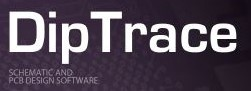 DipTrace
SCHEMATIC AND
PCB DESIGN SOFTWARE